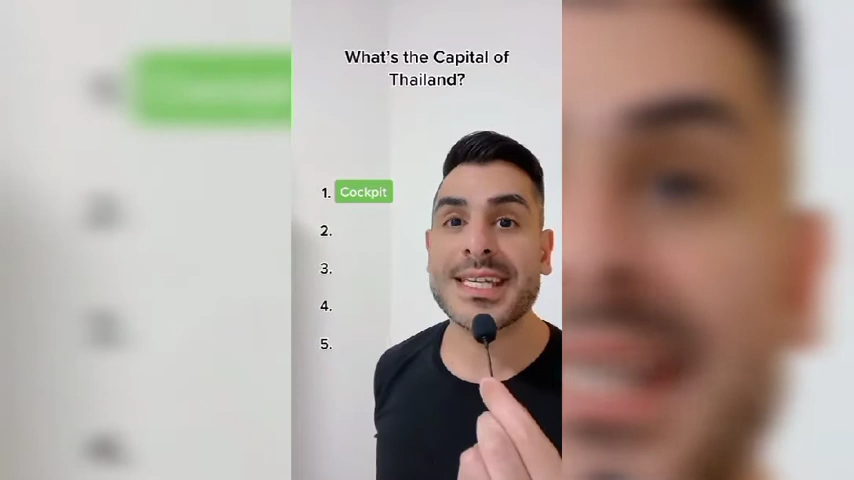 What's the Capital of
Thailand?
1. Cockpit
2.
3.
4.
5.